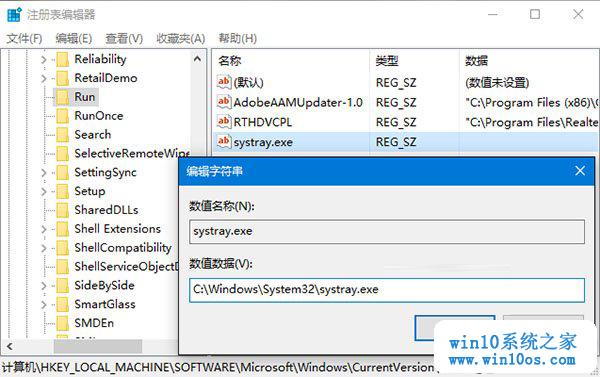 注册表编辑器
文件(F) 编辑(E) 查看(V) 收藏夹(A) 帮助(H)
Reliability
RetailDemo
Run
RunOnce
Search
SelectiveRemoteWipe
SettingSync
Setup
SharedDLLs
Shell Extensions
ShellCompatibility
ShellServiceObjectD
SideBySide
SmartGlass
SMDEn
名称 类型 数据
(默认) REG_SZ (数值未设置)
AdobeAAMUpdater-1.0 REG_SZ "C:\Program Files (x86)\C
RTHDVCPL REG_SZ "C:\Program Files\Realte
systray.exe REG_SZ
编辑字符串
数值名称(N):
systray.exe
数值数据(V):
C:\Windows\System32\systray.exe
计算机\HKEY_LOCAL_MACHINE\SOFTWARE\Microsoft\Windows\CurrentVersion
win10系统之家
www.win10os.com